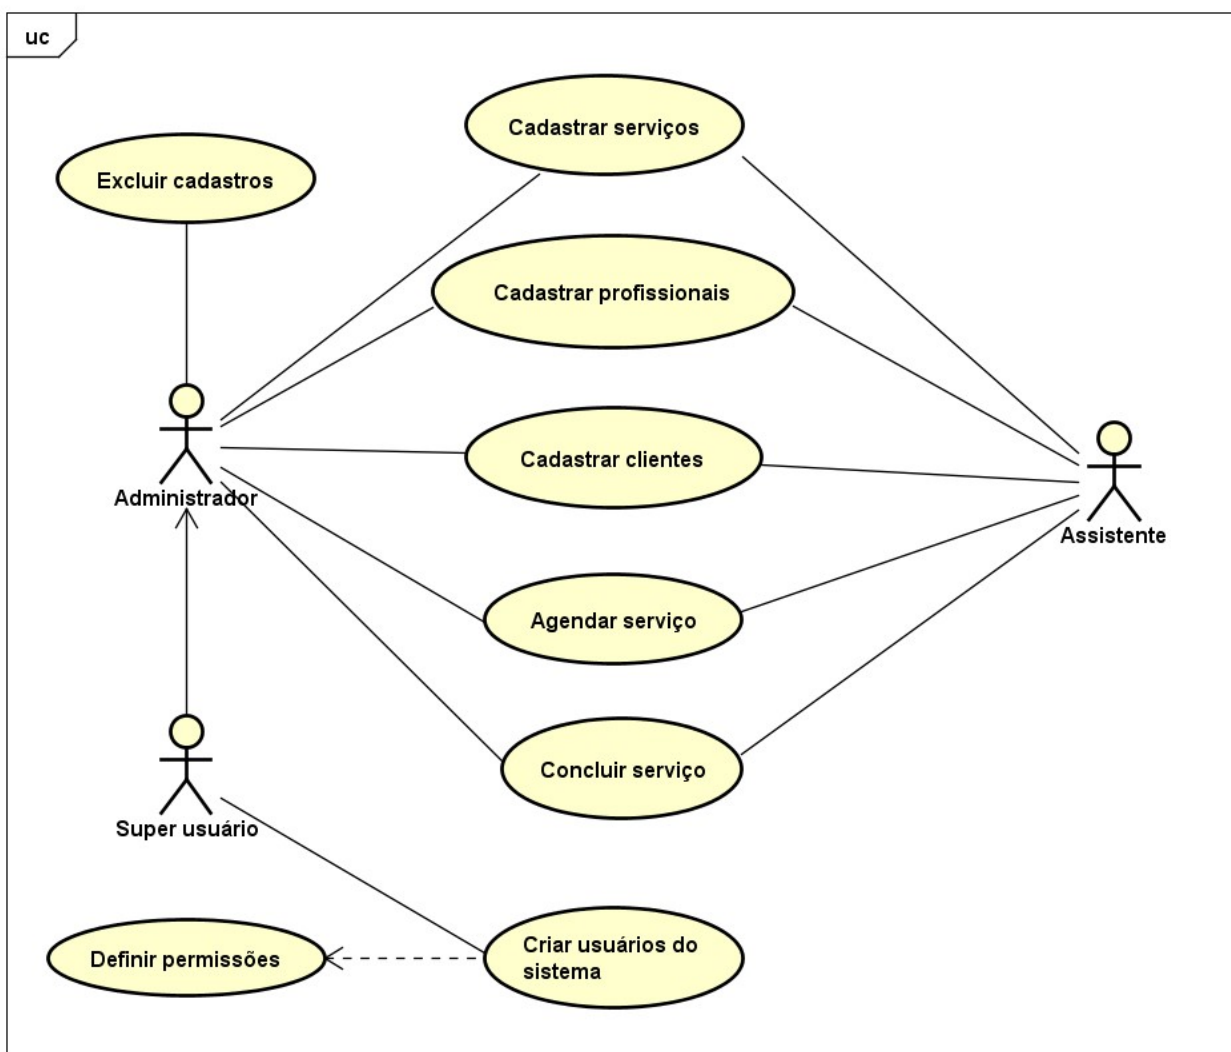 uc
Cadastrar serviços
Excluir cadastros
Cadastrar profissionais
Cadastrar clientes
Administrador
Assistente
Agendar serviço
Concluir serviço
Super usuário
Definir permissões
Criar usuários do
sistema